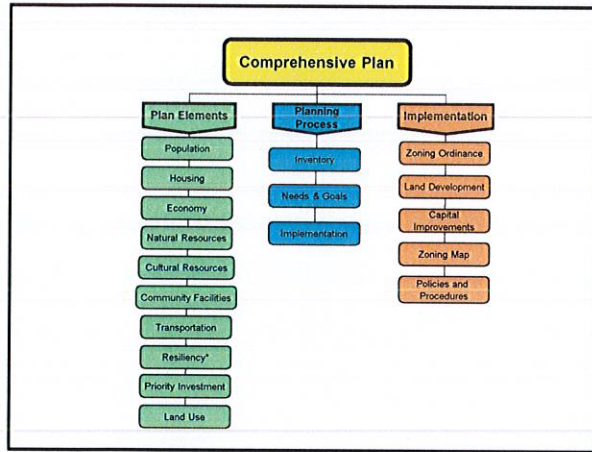 Comprehensive Plan
Plan Elements
Population
Housing
Economy
Natural Resources
Cultural Resources
Community Facilities
Transportation
Resiliency*
Priority Investment
Land Use
Planning
Process
Inventory
Needs & Goals
Implementation
Implementation
Zoning Ordinance
Land Development
Capital
Improvements
Zoning Map
Policies and
Procedures